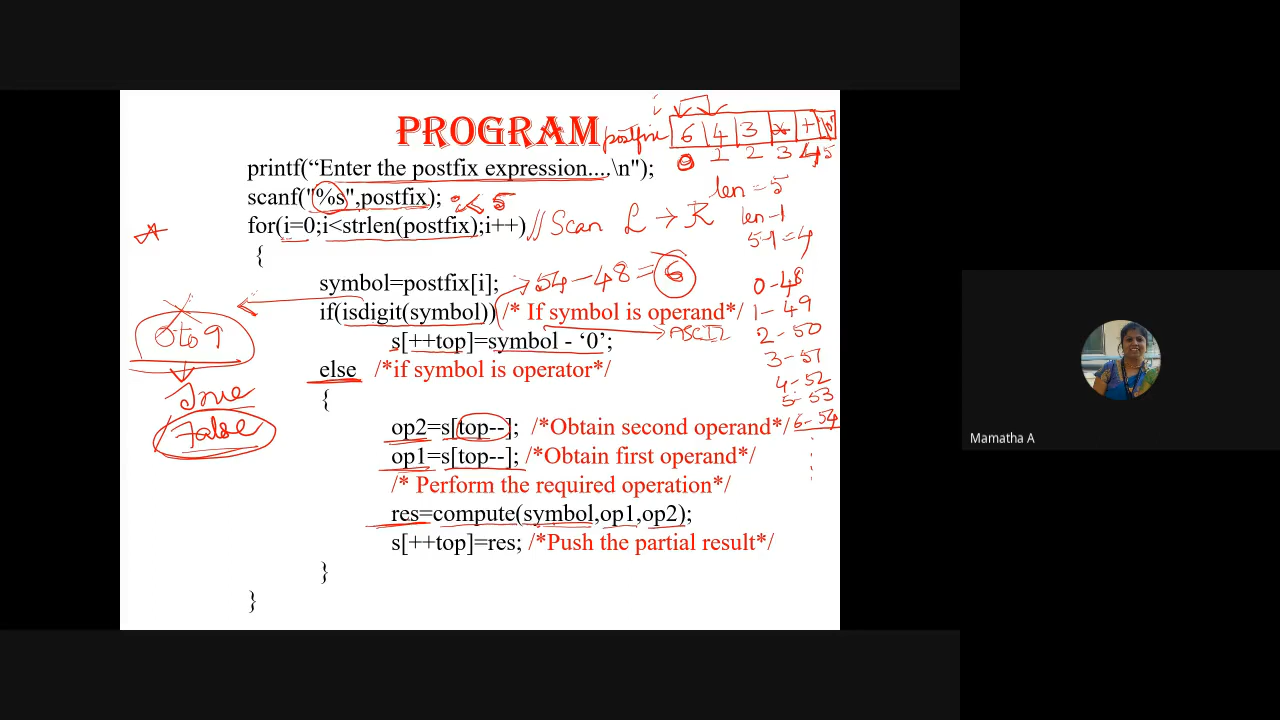 PROGRAM
i
postfix 6 4 3 * + \0
0 1 2 3 4 5
printf(“Enter the postfix expression....\n");
scanf("%s",postfix); i< 5
len = 5
for(i=0;i<strlen(postfix);i++) // Scan L → R
len-1
5-1=4
{
symbol=postfix[i]; → 54-48 = 6
if(isdigit(symbol)) /* If symbol is operand*/
s[++top]=symbol - ‘0’; → ASCII
else /*if symbol is operator*/
{
op2=s[top--]; /*Obtain second operand*/
op1=s[top--]; /*Obtain first operand*/
/* Perform the required operation*/
res=compute(symbol,op1,op2);
s[++top]=res; /*Push the partial result*/
}
}
0-48
1-49
2-50
3-51
4-52
5-53
6-54
0 to 9
True
False
Mamatha A